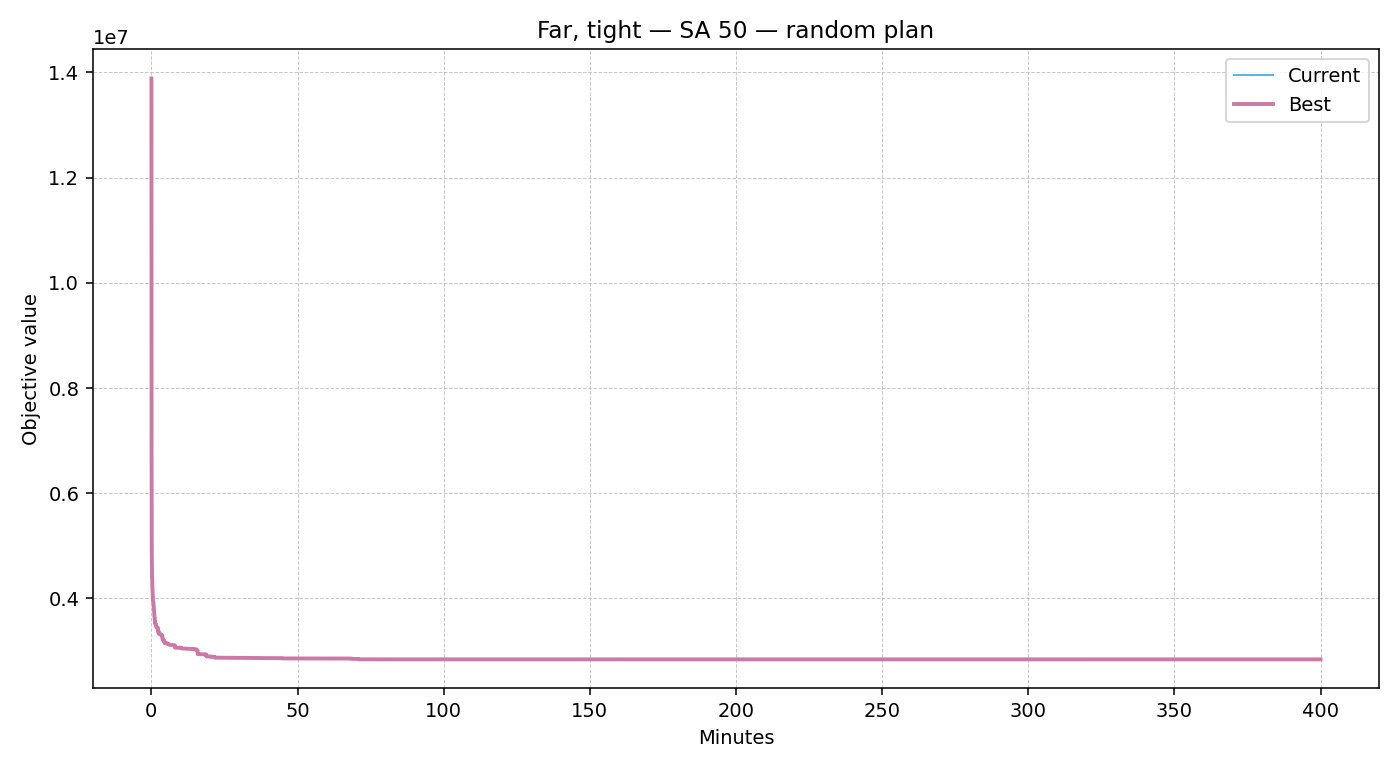 Far, tight — SA 50 — random plan
1e7
1.4
1.2
1.0
0.8
0.6
0.4
Objective value
Current
Best
0 50 100 150 200 250 300 350 400
Minutes